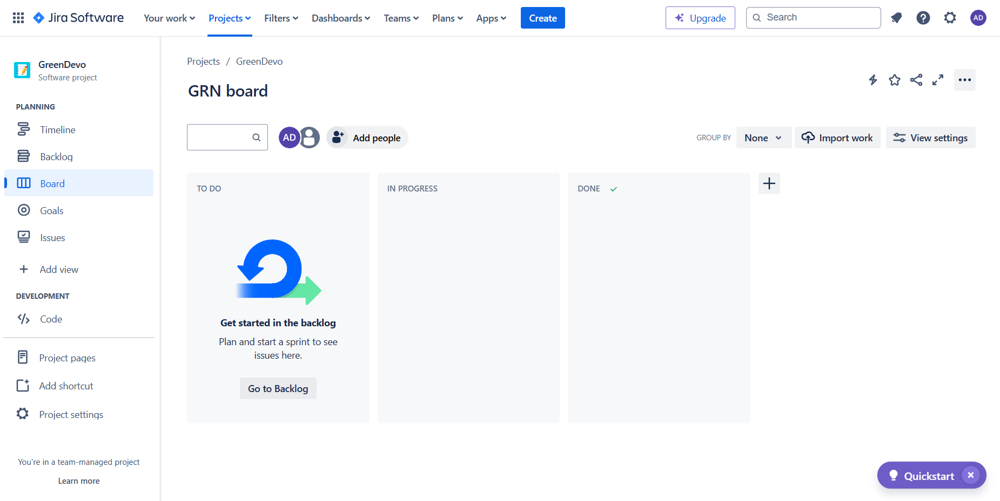 Jira Software
Your work
Projects
Filters
Dashboards
Teams
Plans
Apps
Create
Upgrade
Search
AD
GreenDevo
Software project
PLANNING
Timeline
Backlog
Board
Goals
Issues
Add view
DEVELOPMENT
Code
Project pages
Add shortcut
Project settings
You're in a team-managed project
Learn more
Projects / GreenDevo
GRN board
AD
Add people
GROUP BY
None
Import work
View settings
TO DO
IN PROGRESS
DONE
Get started in the backlog
Plan and start a sprint to see
issues here.
Go to Backlog
Quickstart